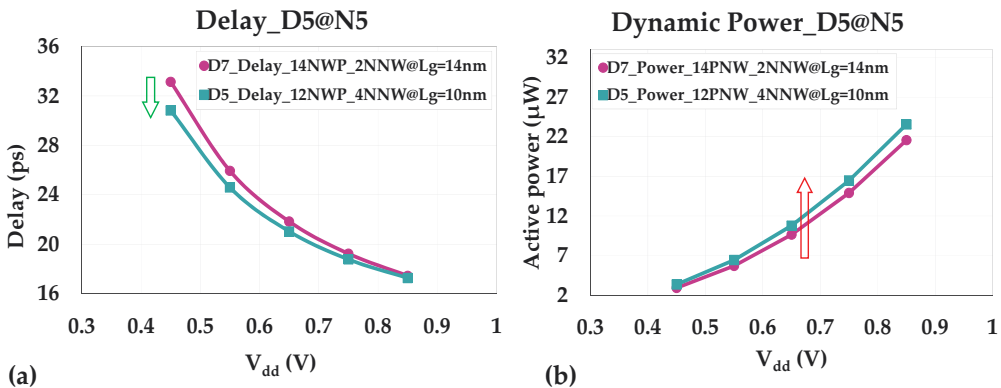 Delay_D5@N5
D7_Delay_14NWP_2NNW@Lg=14nm
D5_Delay_12NWP_4NNW@Lg=10nm
Delay (ps)
36
32
28
24
20
16
0.3 0.4 0.5 0.6 0.7 0.8 0.9 1
Vdd (V)
(a)
Dynamic Power_D5@N5
D7_Power_14PNW_2NNW@Lg=14nm
D5_Power_12PNW_4NNW@Lg=10nm
Active power (μW)
32
27
22
17
12
7
2
0.3 0.4 0.5 0.6 0.7 0.8 0.9 1
Vdd (V)
(b)